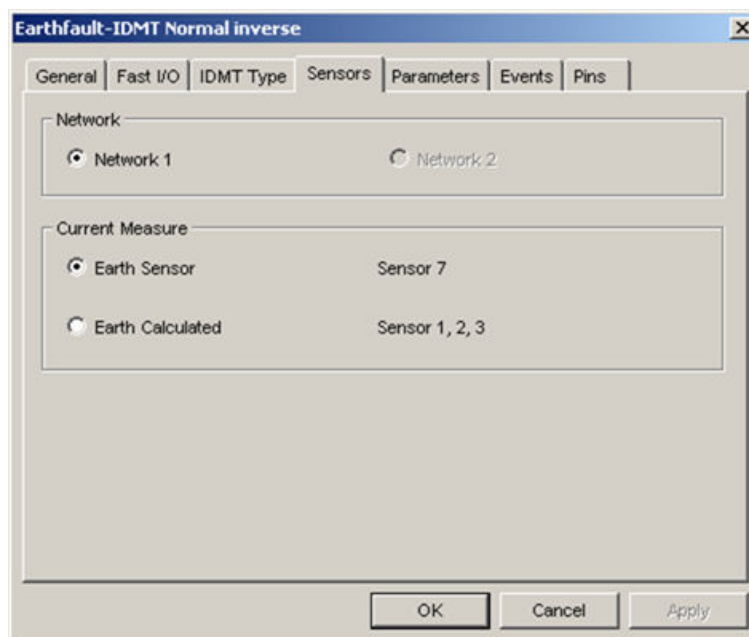 Earthfault-IDMT Normal inverse
General Fast I/O IDMT Type Sensors Parameters Events Pins
Network
Network 1 Network 2
Current Measure
Earth Sensor Sensor 7
Earth Calculated Sensor 1, 2, 3
OK Cancel Apply